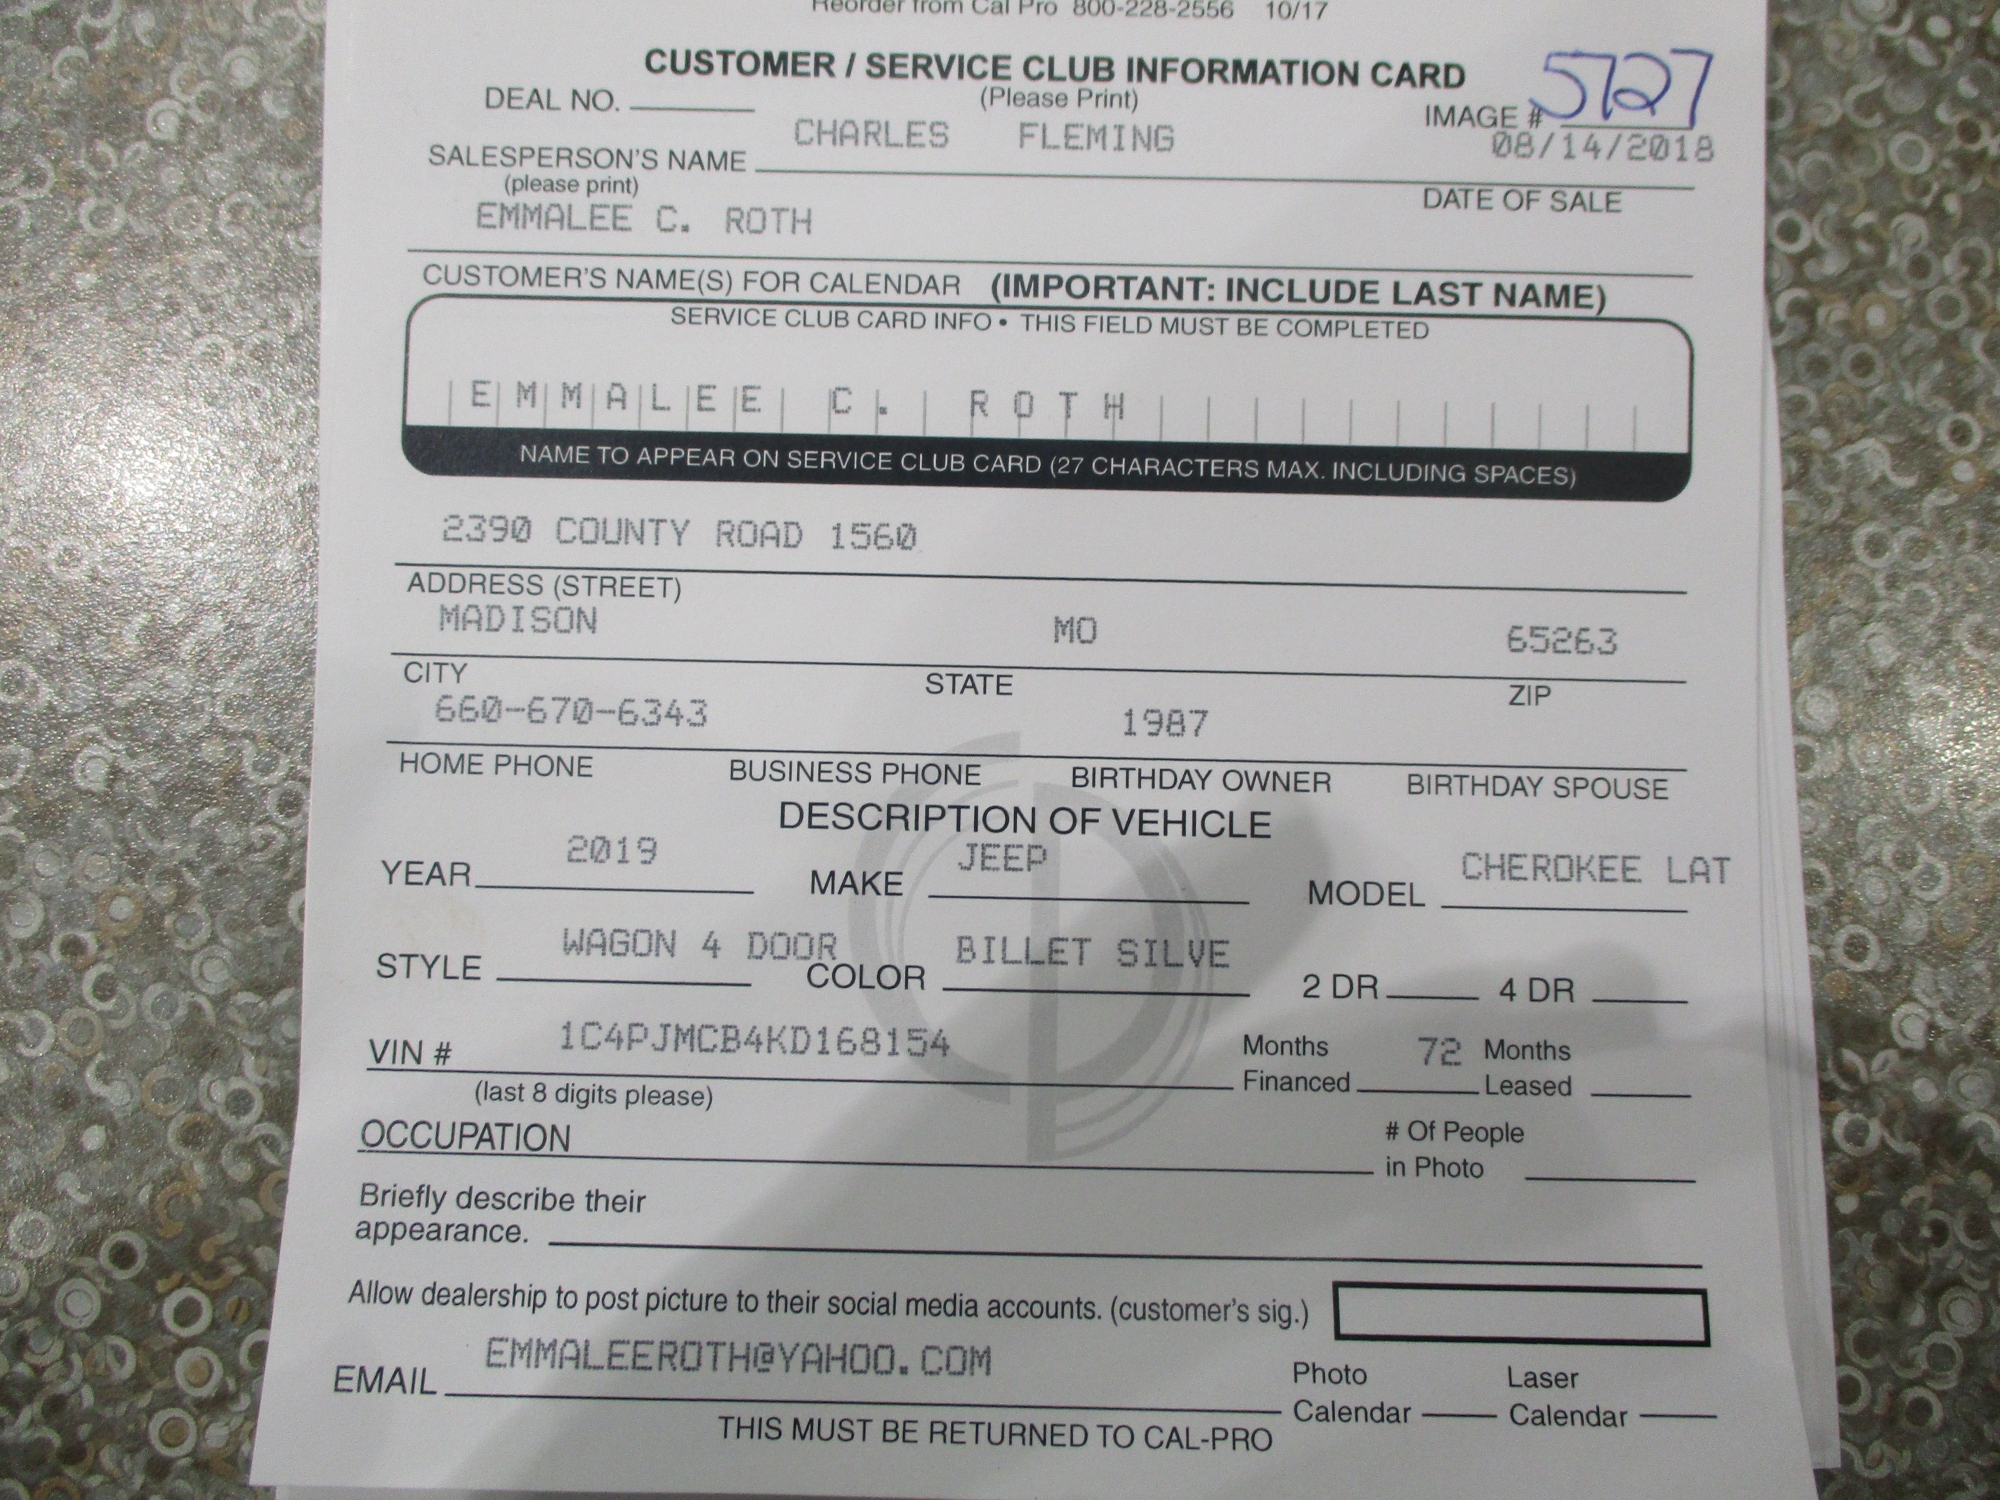 Reorder from Cal Pro 800-228-2556 10/17
CUSTOMER / SERVICE CLUB INFORMATION CARD
DEAL NO. (Please Print) IMAGE # 5727
CHARLES FLEMING 08/14/2018
SALESPERSON'S NAME
(please print) DATE OF SALE
EMMALEE C. ROTH
CUSTOMER'S NAME(S) FOR CALENDAR (IMPORTANT: INCLUDE LAST NAME)
SERVICE CLUB CARD INFO • THIS FIELD MUST BE COMPLETED
EMMALEE C. ROTH
NAME TO APPEAR ON SERVICE CLUB CARD (27 CHARACTERS MAX. INCLUDING SPACES)
2390 COUNTY ROAD 1560
ADDRESS (STREET)
MADISON MO 65263
CITY STATE ZIP
660-670-6343 1987
HOME PHONE BUSINESS PHONE BIRTHDAY OWNER BIRTHDAY SPOUSE
DESCRIPTION OF VEHICLE
YEAR 2019 MAKE JEEP MODEL CHEROKEE LAT
STYLE WAGON 4 DOOR COLOR BILLET SILVE 2 DR 4 DR
VIN # 1C4PJMCB4KD168154 Months 72 Months
Financed Leased
(last 8 digits please)
OCCUPATION # Of People
in Photo
Briefly describe their
appearance.
Allow dealership to post picture to their social media accounts. (customer's sig.)
EMAIL EMMALEEROTH@YAHOO.COM Photo Laser
Calendar Calendar
THIS MUST BE RETURNED TO CAL-PRO